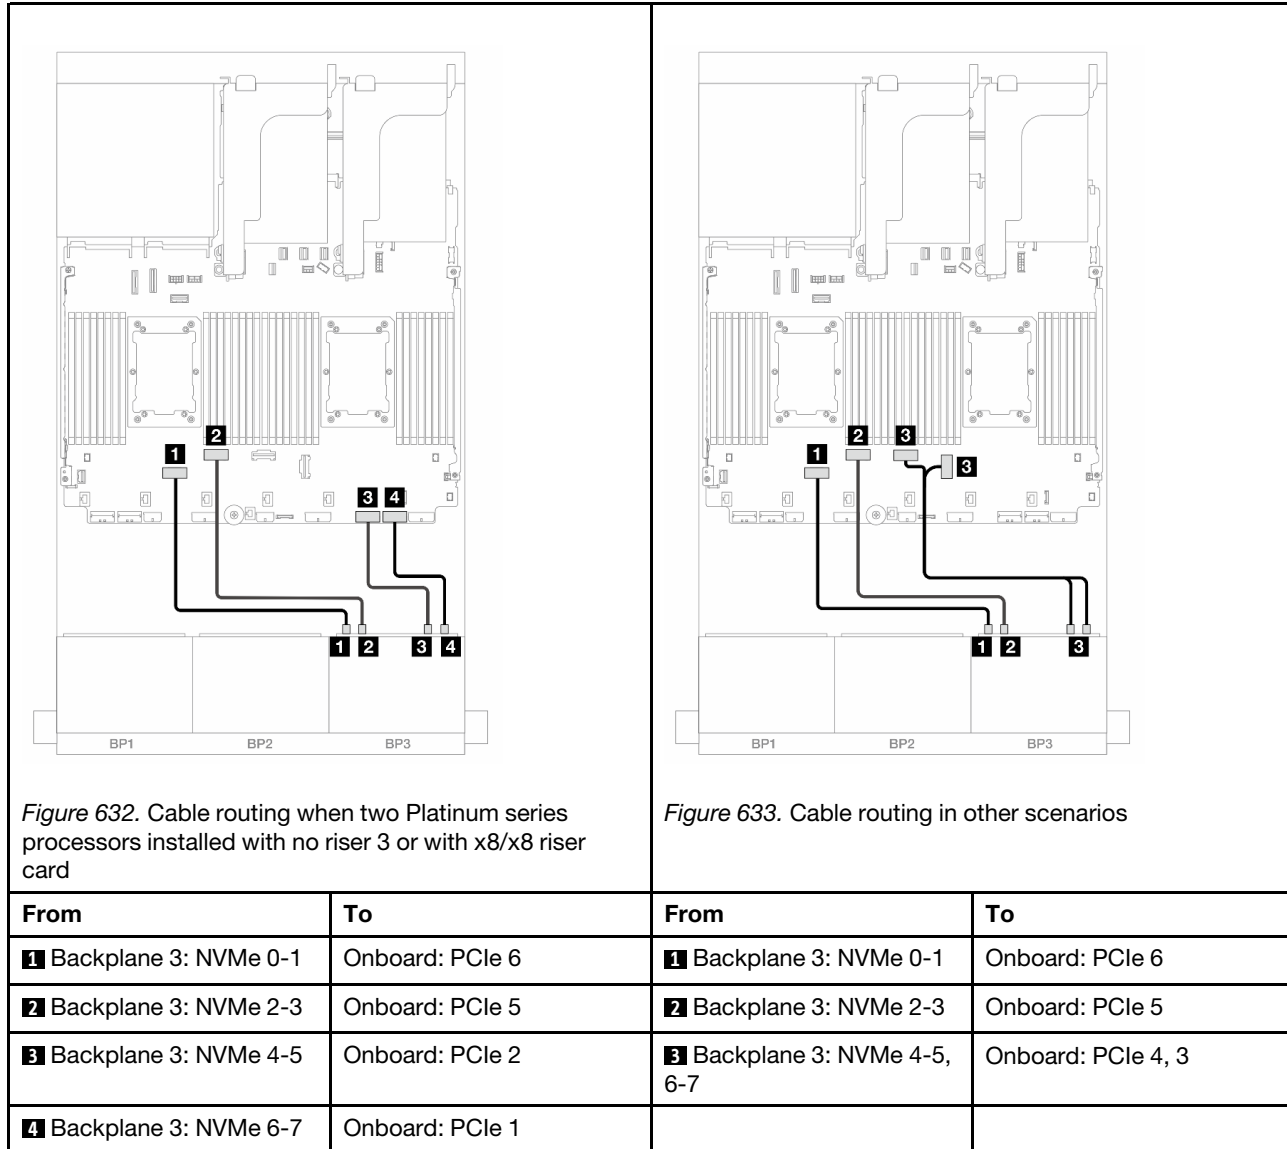 1
2
3
4
1
2
3
4
BP1
BP2
BP3
Figure 632. Cable routing when two Platinum series
processors installed with no riser 3 or with x8/x8 riser
card
1
2
3
3
1
2
3
BP1
BP2
BP3
Figure 633. Cable routing in other scenarios
From To From To
1 Backplane 3: NVMe 0-1 Onboard: PCIe 6 1 Backplane 3: NVMe 0-1 Onboard: PCIe 6
2 Backplane 3: NVMe 2-3 Onboard: PCIe 5 2 Backplane 3: NVMe 2-3 Onboard: PCIe 5
3 Backplane 3: NVMe 4-5 Onboard: PCIe 2 3 Backplane 3: NVMe 4-5, Onboard: PCIe 4, 3
6-7
4 Backplane 3: NVMe 6-7 Onboard: PCIe 1